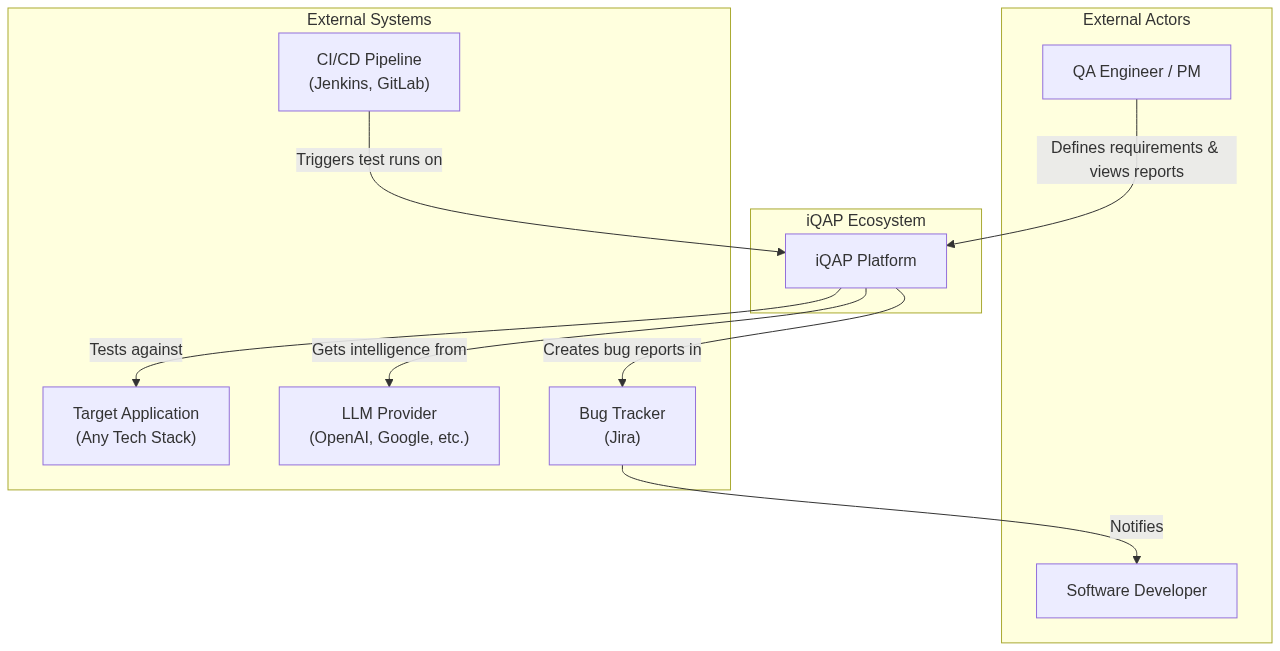 External Systems
CI/CD Pipeline
(Jenkins, GitLab)
Triggers test runs on
External Actors
QA Engineer / PM
Defines requirements &
views reports
iQAP Ecosystem
iQAP Platform
Tests against
Gets intelligence from
Creates bug reports in
Target Application
(Any Tech Stack)
LLM Provider
(OpenAI, Google, etc.)
Bug Tracker
(Jira)
Notifies
Software Developer